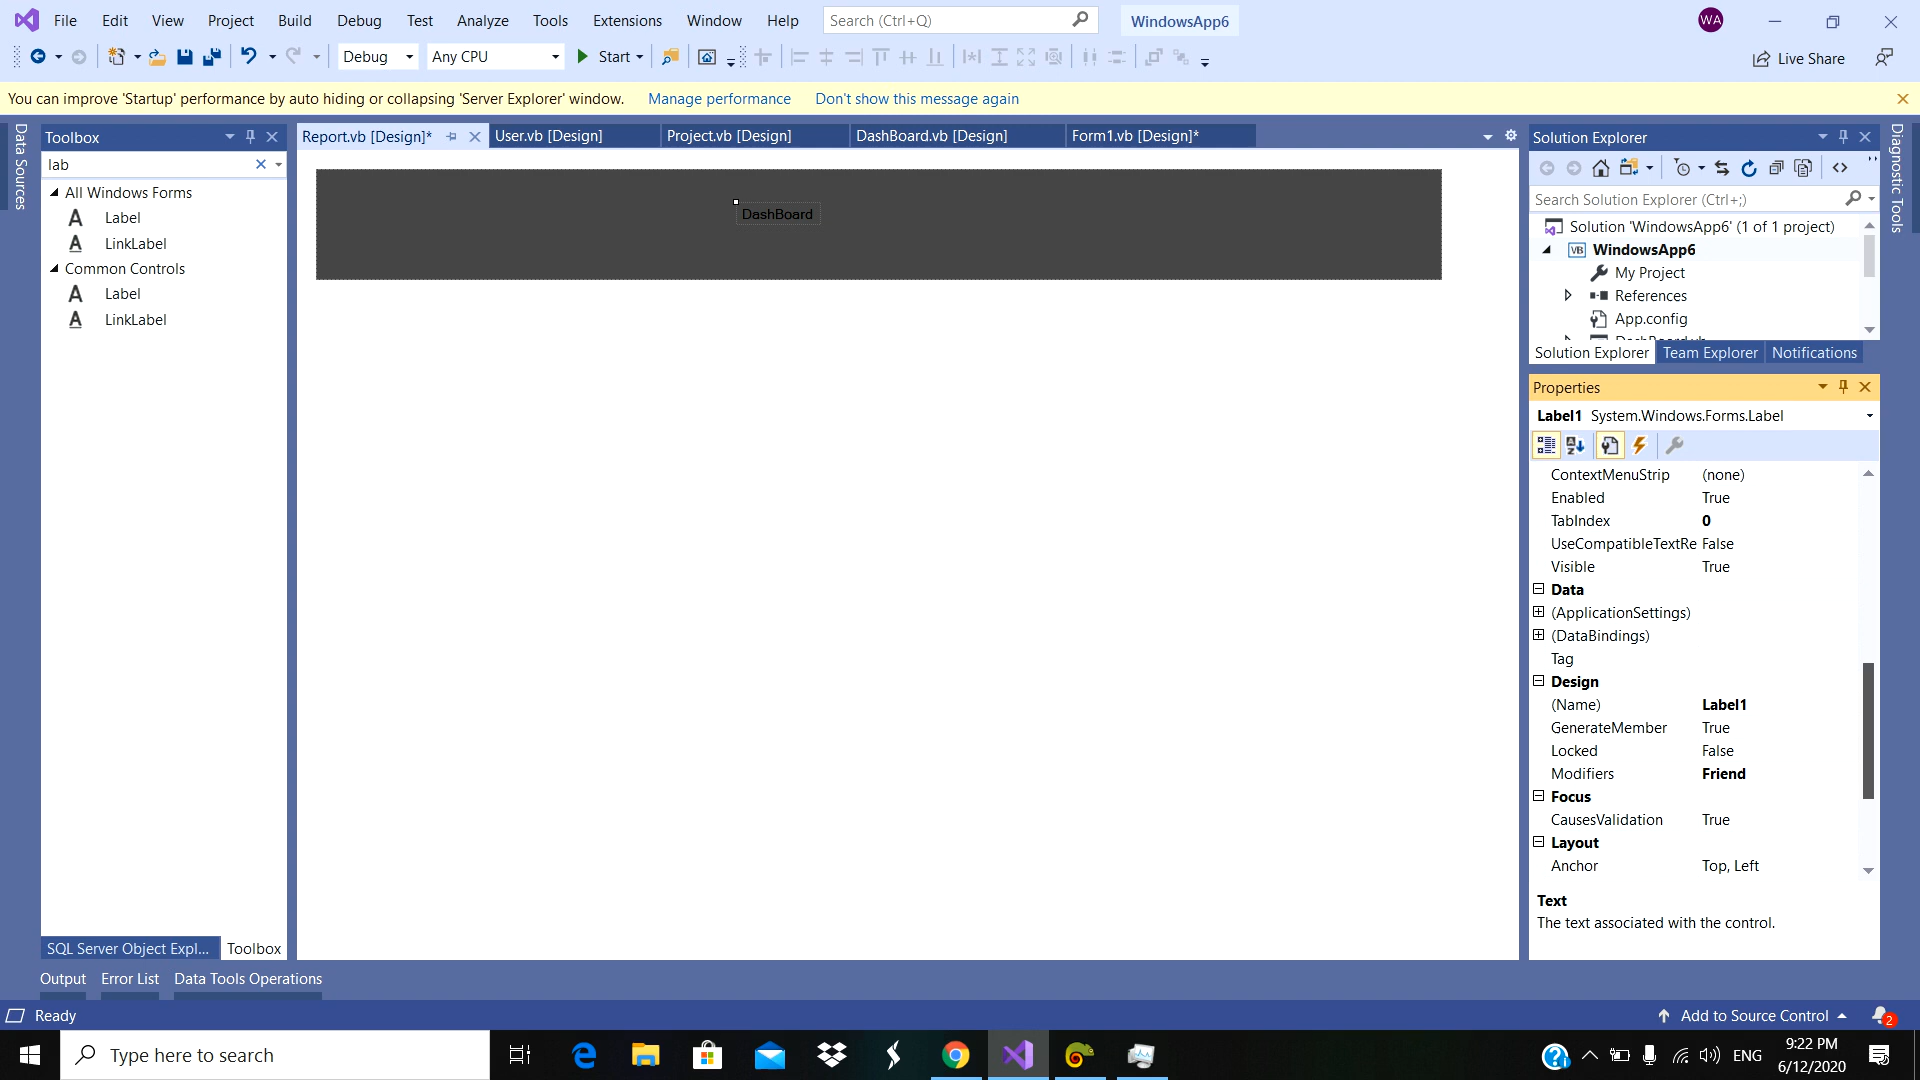 File Edit View Project Build Debug Test Analyze Tools Extensions Window Help Search (Ctrl+Q) WindowsApp6 WA
Debug Any CPU Start Live Share
You can improve 'Startup' performance by auto hiding or collapsing 'Server Explorer' window. Manage performance Don't show this message again
Data Sources
Toolbox
lab
All Windows Forms
Label
LinkLabel
Common Controls
Label
LinkLabel
SQL Server Object Expl... Toolbox
Report.vb [Design]* User.vb [Design] Project.vb [Design] DashBoard.vb [Design] Form1.vb [Design]*
DashBoard
Solution Explorer
Search Solution Explorer (Ctrl+;)
Solution 'WindowsApp6' (1 of 1 project)
VB WindowsApp6
My Project
References
App.config
DashBoard.vb
Solution Explorer Team Explorer Notifications
Diagnostic Tools
Properties
Label1 System.Windows.Forms.Label
ContextMenuStrip (none)
Enabled True
TabIndex 0
UseCompatibleTextRe False
Visible True
Data
(ApplicationSettings)
(DataBindings)
Tag
Design
(Name) Label1
GenerateMember True
Locked False
Modifiers Friend
Focus
CausesValidation True
Layout
Anchor Top, Left
Text
The text associated with the control.
Output Error List Data Tools Operations
Ready Add to Source Control 2
Type here to search ENG 9:22 PM
6/12/2020